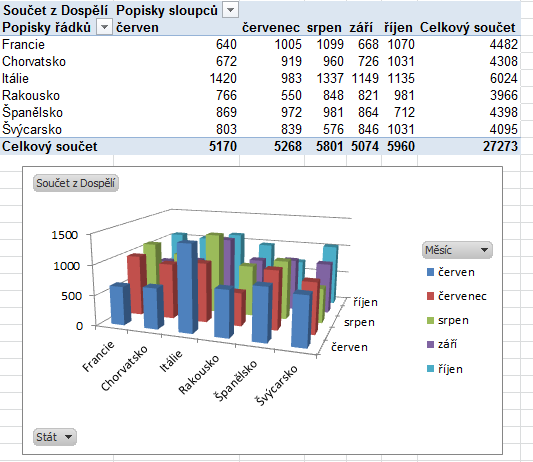 Součet z Dospělí Popisky sloupců
Popisky řádků červen červenec srpen září říjen Celkový součet
Francie 640 1005 1099 668 1070 4482
Chorvatsko 672 919 960 726 1031 4308
Itálie 1420 983 1337 1149 1135 6024
Rakousko 766 550 848 821 981 3966
Španělsko 869 972 981 864 712 4398
Švýcarsko 803 839 576 846 1031 4095
Celkový součet 5170 5268 5801 5074 5960 27273
Součet z Dospělí
1500
1000
500
0
Francie
Chorvatsko
Itálie
Rakousko
Španělsko
Švýcarsko
říjen
srpen
červen
Měsíc
červen
červenec
srpen
září
říjen
Stát